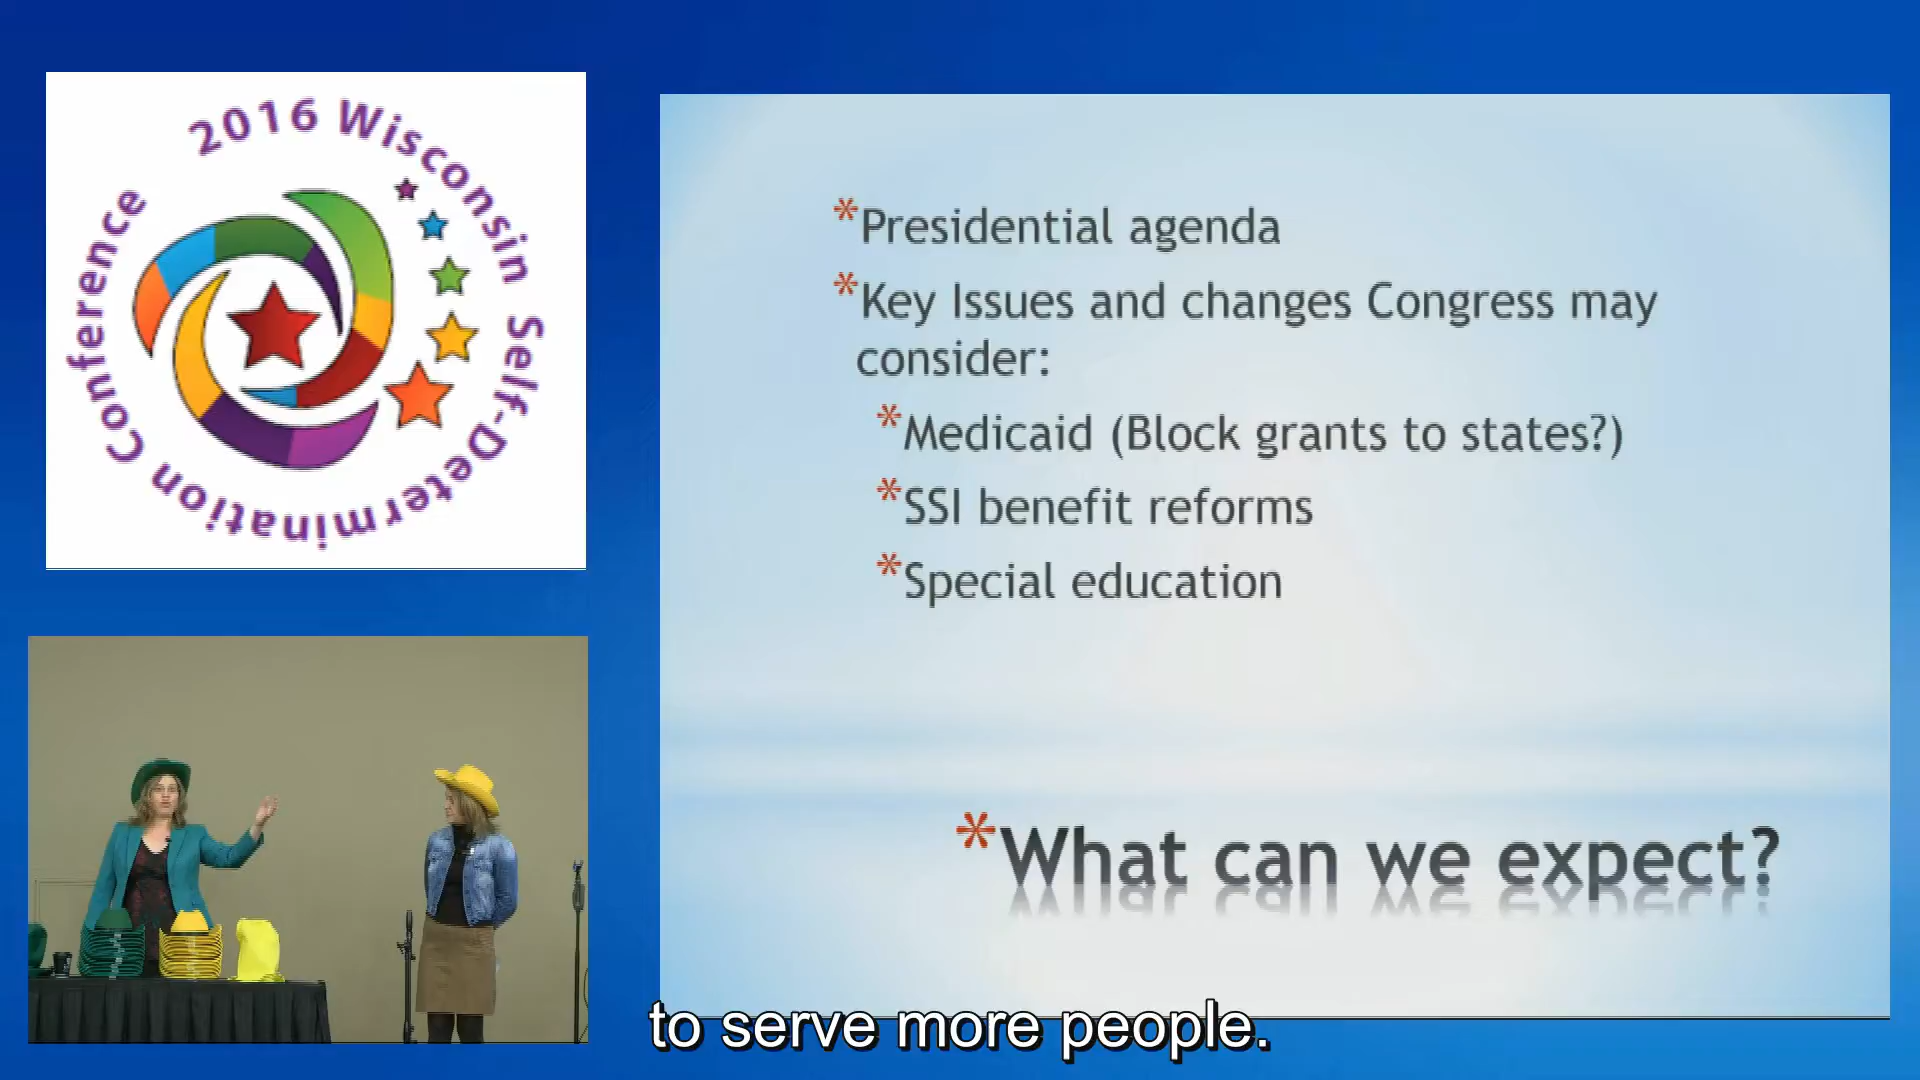 2016 Wisconsin Self-Determination Conference
*Presidential agenda
*Key Issues and changes Congress may
consider:
*Medicaid (Block grants to states?)
*SSI benefit reforms
*Special education
*What can we expect?
to serve more people.